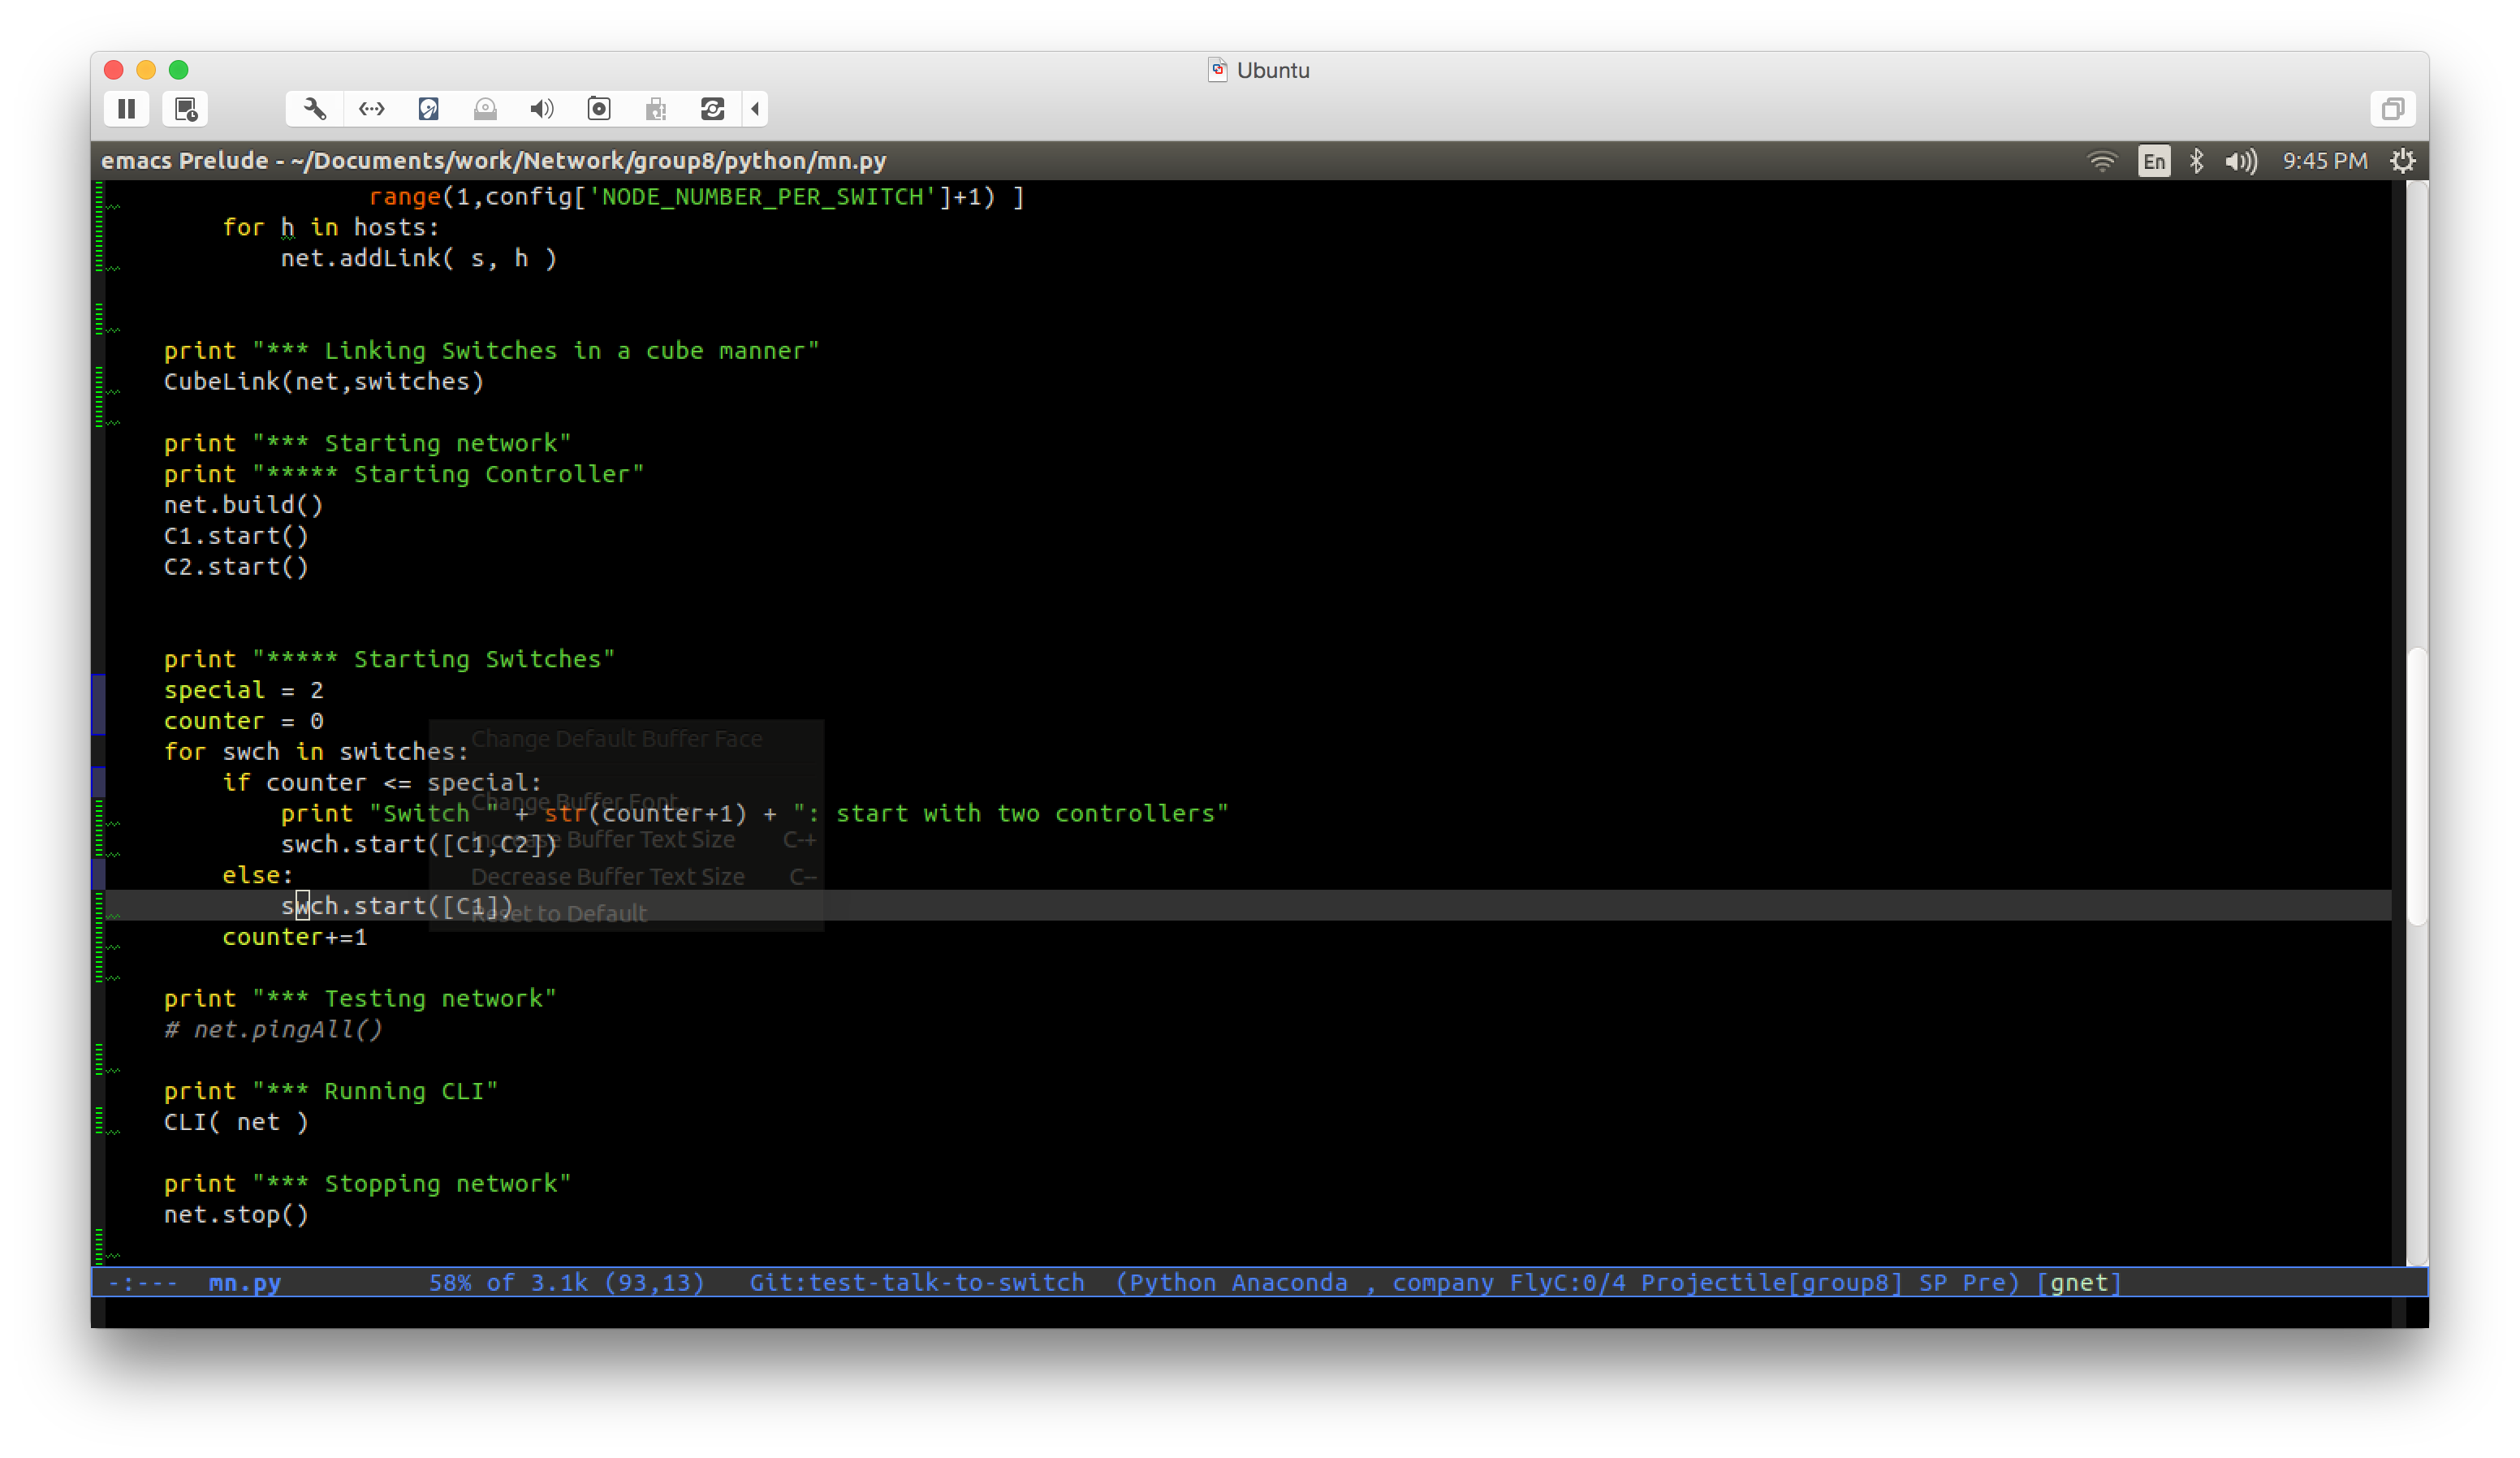 Ubuntu
emacs Prelude - ~/Documents/work/Network/group8/python/mn.py
En
9:45 PM
range(1,config['NODE_NUMBER_PER_SWITCH']+1) ]
for h in hosts:
net.addLink( s, h )
print "*** Linking Switches in a cube manner"
CubeLink(net,switches)
print "*** Starting network"
print "***** Starting Controller"
net.build()
C1.start()
C2.start()
print "***** Starting Switches"
special = 2
counter = 0
Change Default Buffer Face
for swch in switches:
if counter <= special:
Change Buffer Font...
print "Switch " + str(counter+1) + ": start with two controllers"
Increase Buffer Text Size C-+
swch.start([C1,C2])
else:
Decrease Buffer Text Size C--
swch.start([C1])
Reset to Default
counter+=1
print "*** Testing network"
# net.pingAll()
print "*** Running CLI"
CLI( net )
print "*** Stopping network"
net.stop()
-:--- mn.py 58% of 3.1k (93,13) Git:test-talk-to-switch (Python Anaconda , company FlyC:0/4 Projectile[group8] SP Pre) [gnet]